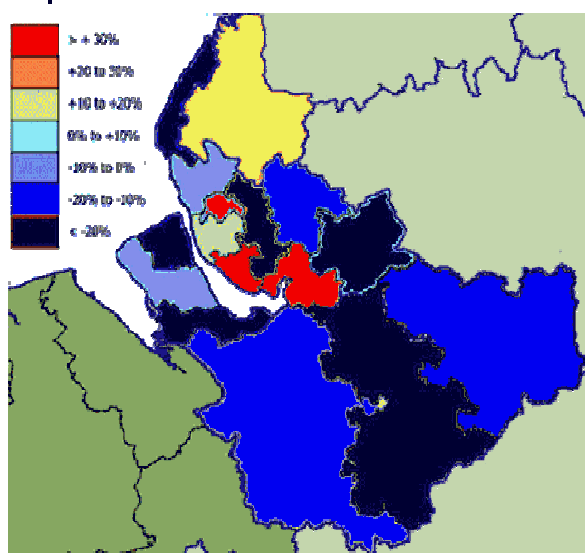 > + 30%
+20 to 30%
+10 to +20%
0% to +10%
-10% to 0%
-20% to -10%
< -20%